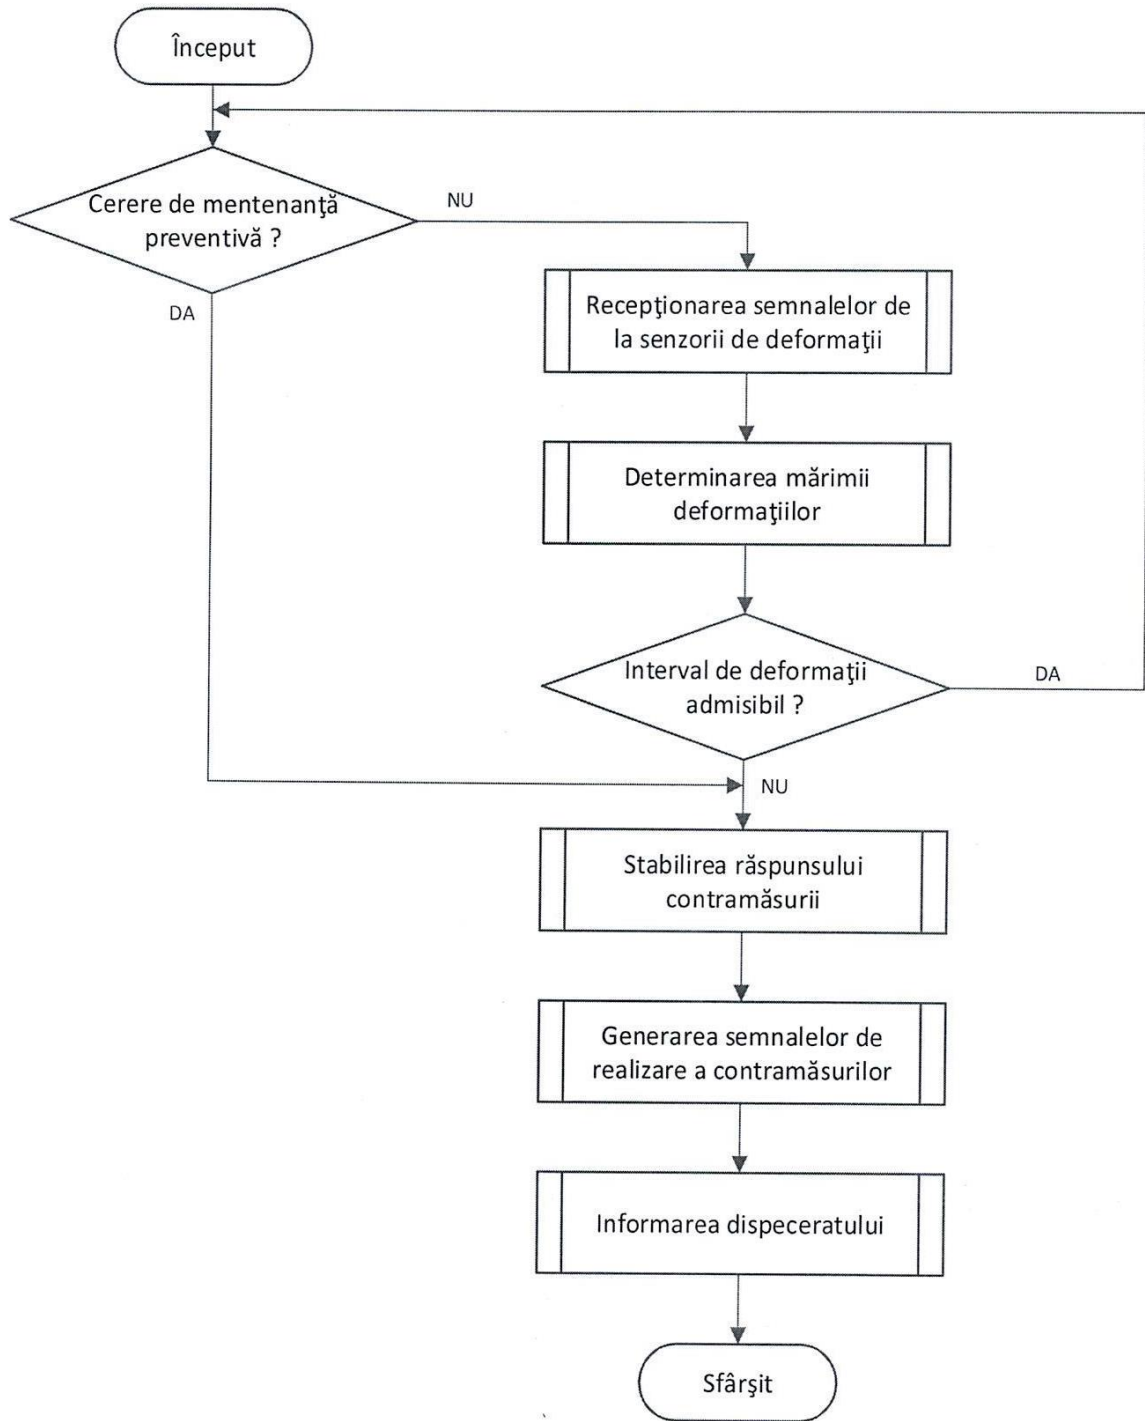 Început
Cerere de mentenanţă
preventivă ?
NU
DA
Recepţionarea semnalelor de
la senzorii de deformaţii
Determinarea mărimii
deformaţiilor
Interval de deformaţii
admisibil ?
DA
NU
Stabilirea răspunsului
contramăsurii
Generarea semnalelor de
realizare a contramăsurilor
Informarea dispeceratului
Sfârşit